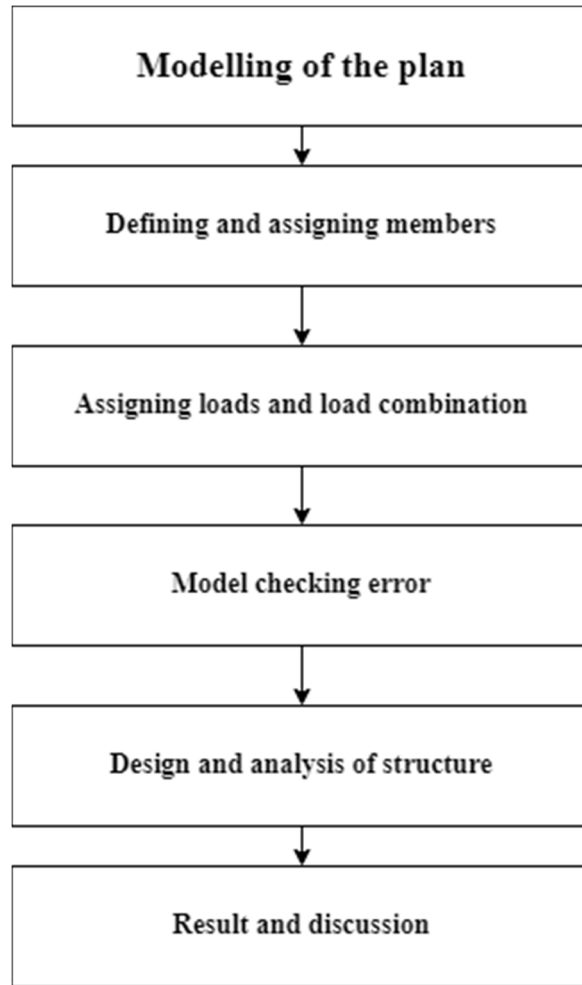 Modelling of the plan
Defining and assigning members
Assigning loads and load combination
Model checking error
Design and analysis of structure
Result and discussion